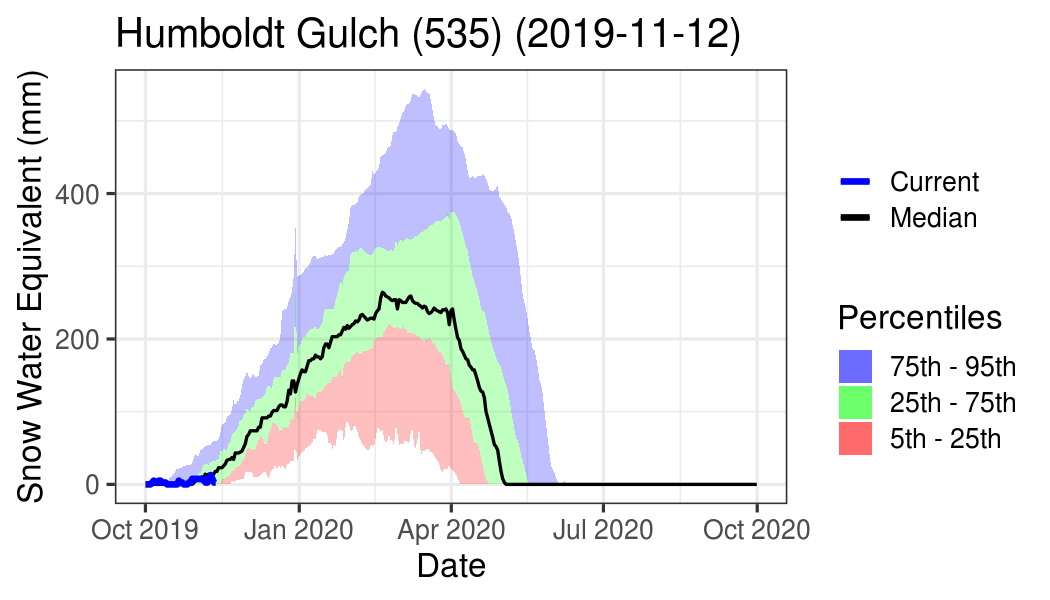 Humboldt Gulch (535) (2019-11-12)
Snow Water Equivalent (mm)
400
200
0
Oct 2019 Jan 2020 Apr 2020 Jul 2020 Oct 2020
Date
Current
Median
Percentiles
75th - 95th
25th - 75th
5th - 25th